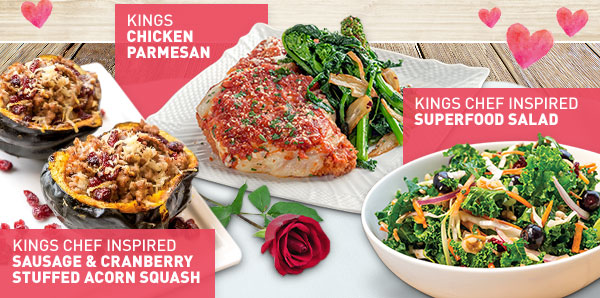 KINGS
CHICKEN
PARMESAN
KINGS CHEF INSPIRED
SUPERFOOD SALAD
KINGS CHEF INSPIRED
SAUSAGE & CRANBERRY
STUFFED ACORN SQUASH